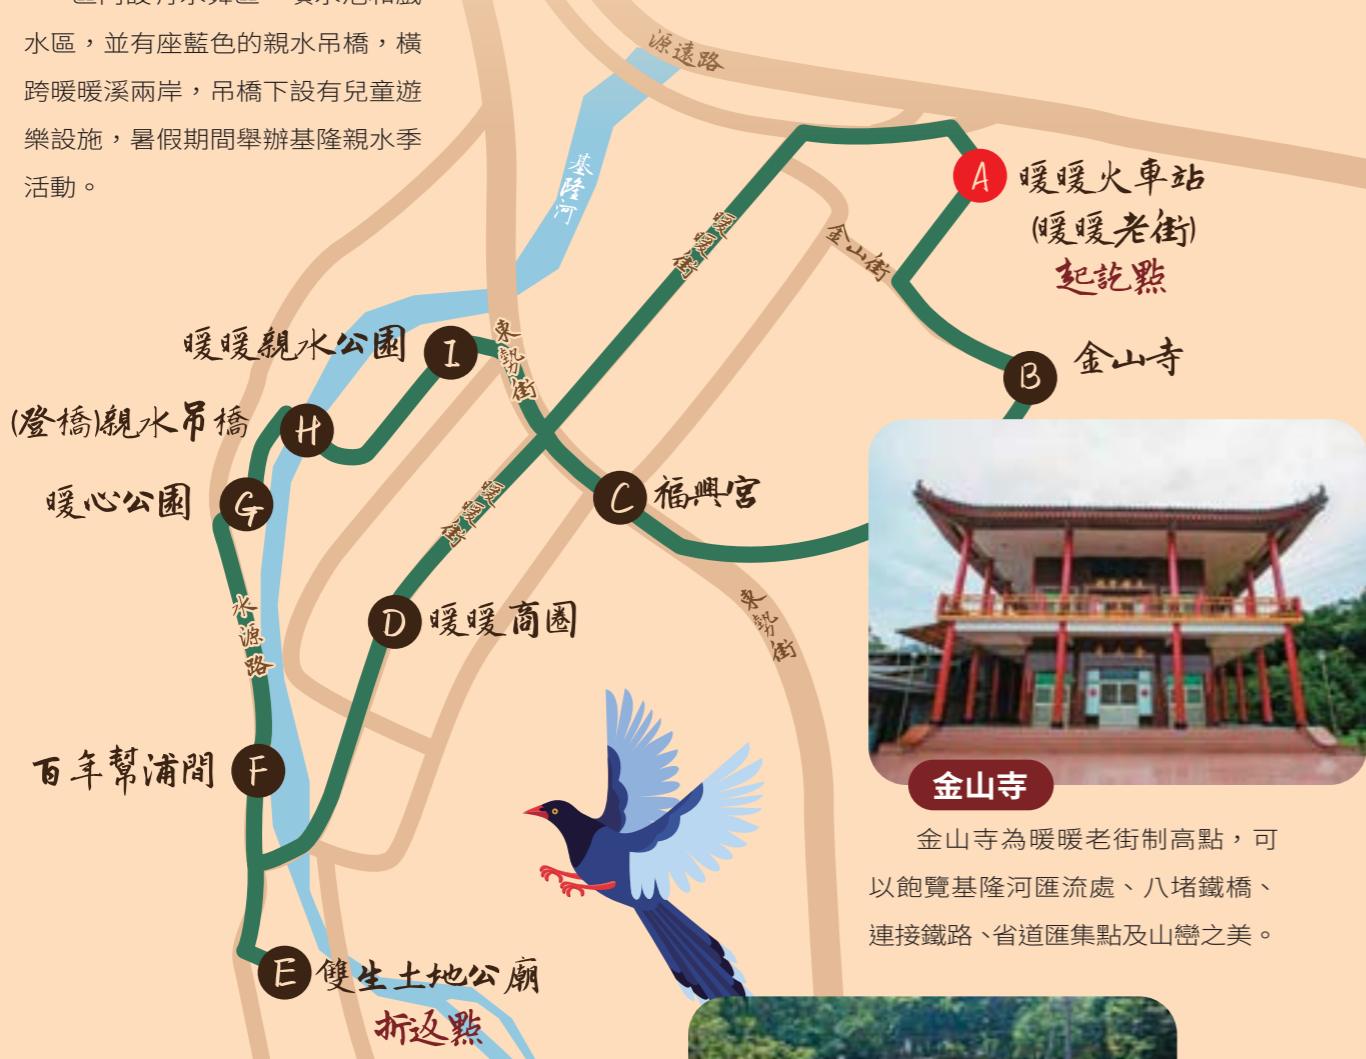 水區，並有座藍色的親水吊橋，橫
跨暖暖溪兩岸，吊橋下設有兒童遊
樂設施，暑假期間舉辦基隆親水季
活動。
源遠路
基隆河
暖暖街
金山街
A
暖暖火車站
(暖暖老街)
起訖點
暖暖親水公園
I
東勢街
B
金山寺
(登橋)親水吊橋
H
暖心公園
G
暖暖街
C
福興宮
水源路
D
暖暖商圈
東勢街
百年幫浦間
F
E
雙生土地公廟
折返點
金山寺
金山寺為暖暖老街制高點，可
以飽覽基隆河匯流處、八堵鐵橋、
連接鐵路、省道匯集點及山巒之美。